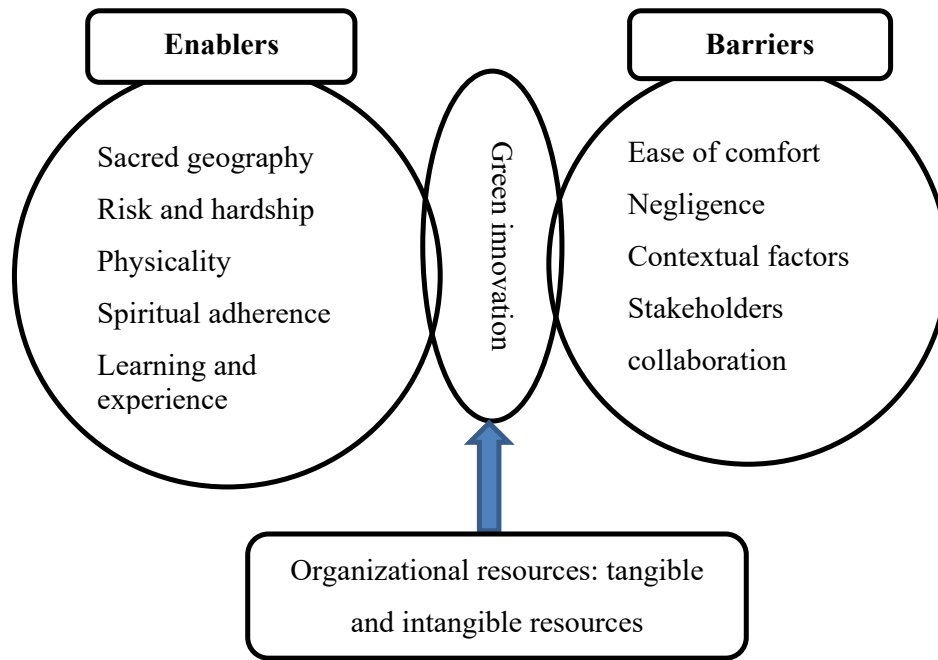 Enablers
Sacred geography
Risk and hardship
Physicality
Spiritual adherence
Learning and
experience
Green innovation
Barriers
Ease of comfort
Negligence
Contextual factors
Stakeholders
collaboration
Organizational resources: tangible
and intangible resources